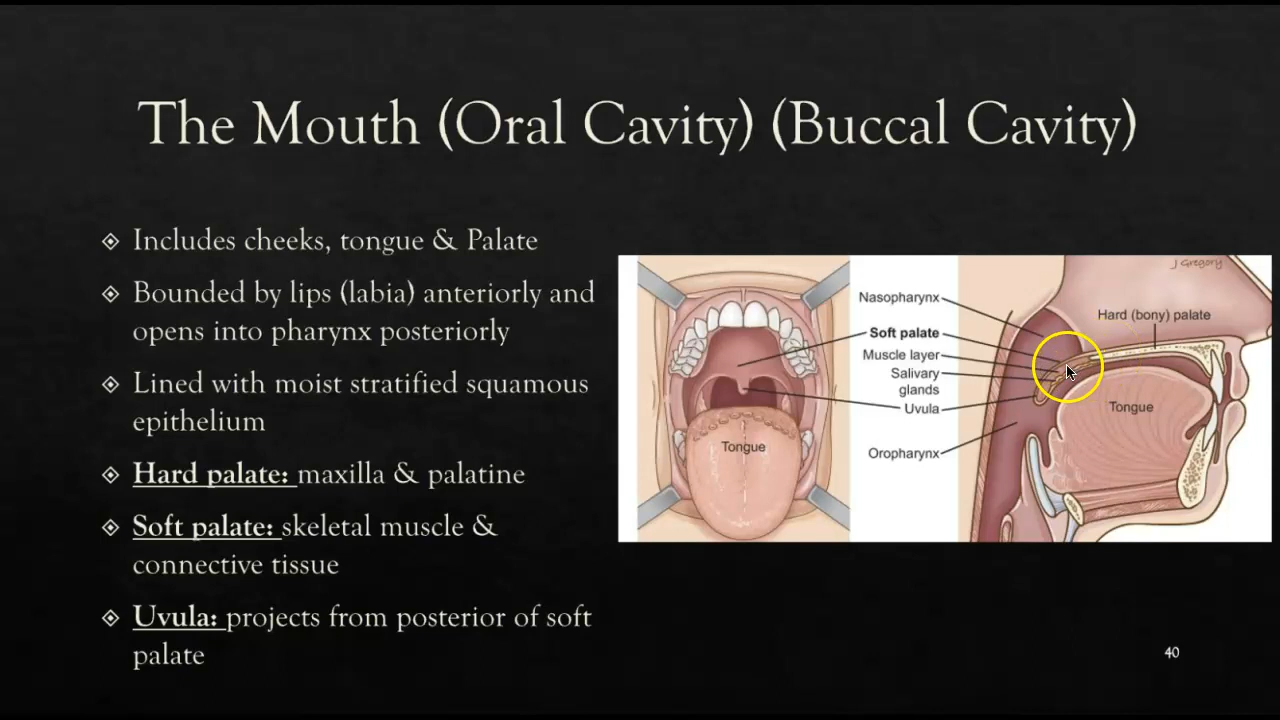 The Mouth (Oral Cavity) (Buccal Cavity)
Includes cheeks, tongue & Palate
Bounded by lips (labia) anteriorly and
opens into pharynx posteriorly
Lined with moist stratified squamous
epithelium
Hard palate: maxilla & palatine
Soft palate: skeletal muscle &
connective tissue
Uvula: projects from posterior of soft
palate
Tongue
Nasopharynx
Soft palate
Muscle layer
Salivary
glands
Uvula
Oropharynx
J Gregory
Hard (bony) palate
Tongue
40